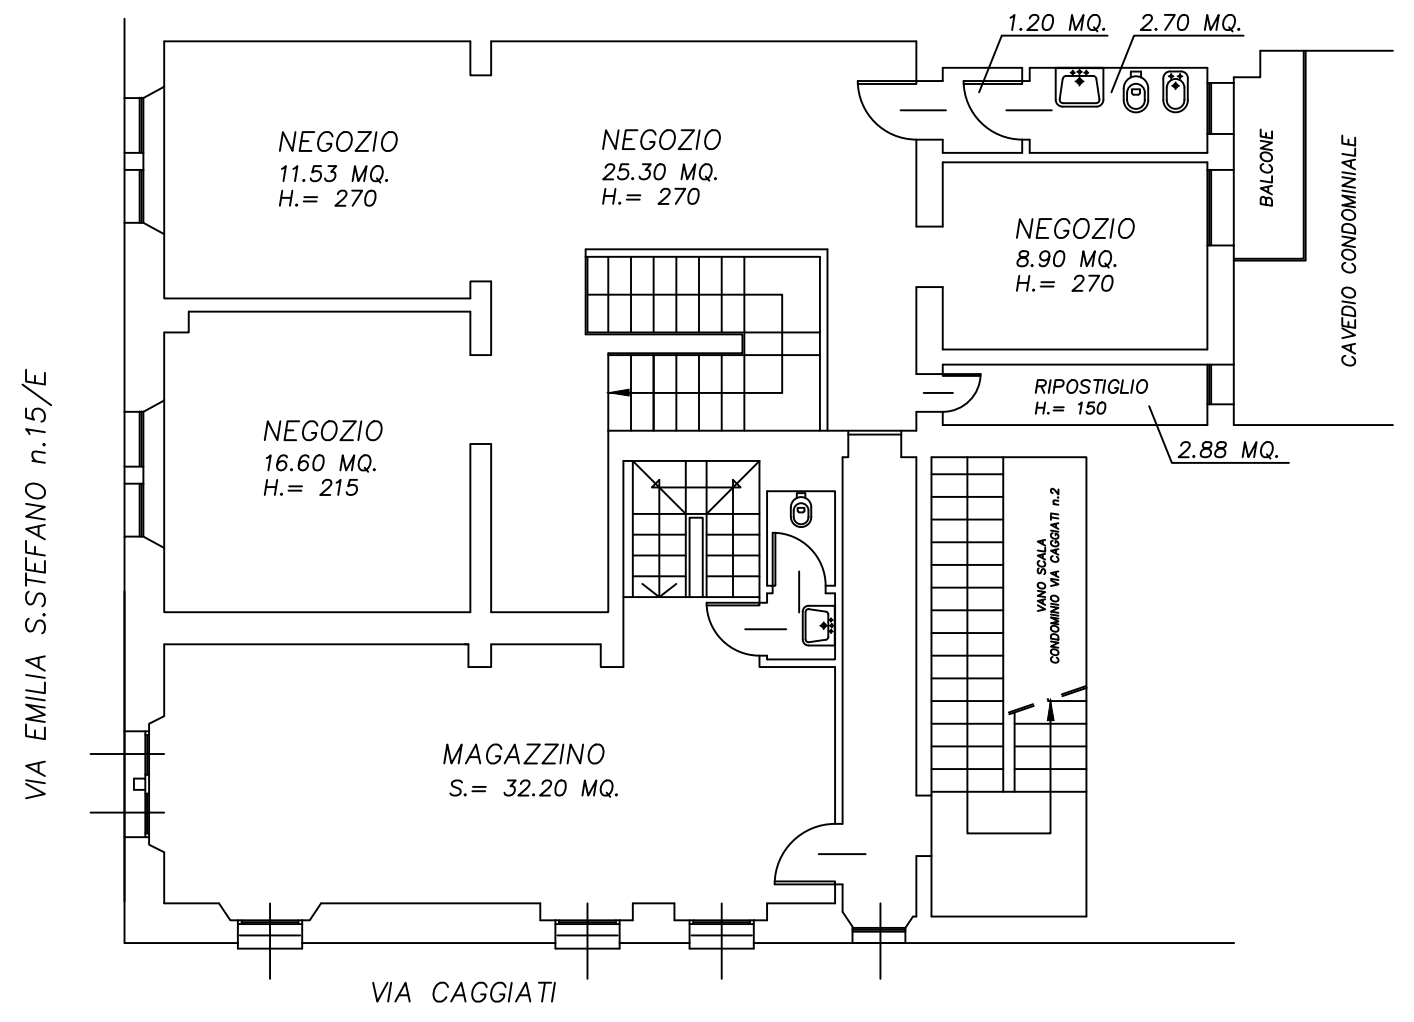 1.20 MQ.
2.70 MQ.
NEGOZIO
11.53 MQ.
H.= 270
NEGOZIO
25.30 MQ.
H.= 270
NEGOZIO
8.90 MQ.
H.= 270
BALCONE
CAVEDIO CONDOMINIALE
RIPOSTIGLIO
H.= 150
2.88 MQ.
NEGOZIO
16.60 MQ.
H.= 215
VIA EMILIA S.STEFANO n.15/E
VANO SCALA
CONDOMINIO VIA CAGGIATI n.2
MAGAZZINO
S.= 32.20 MQ.
VIA CAGGIATI